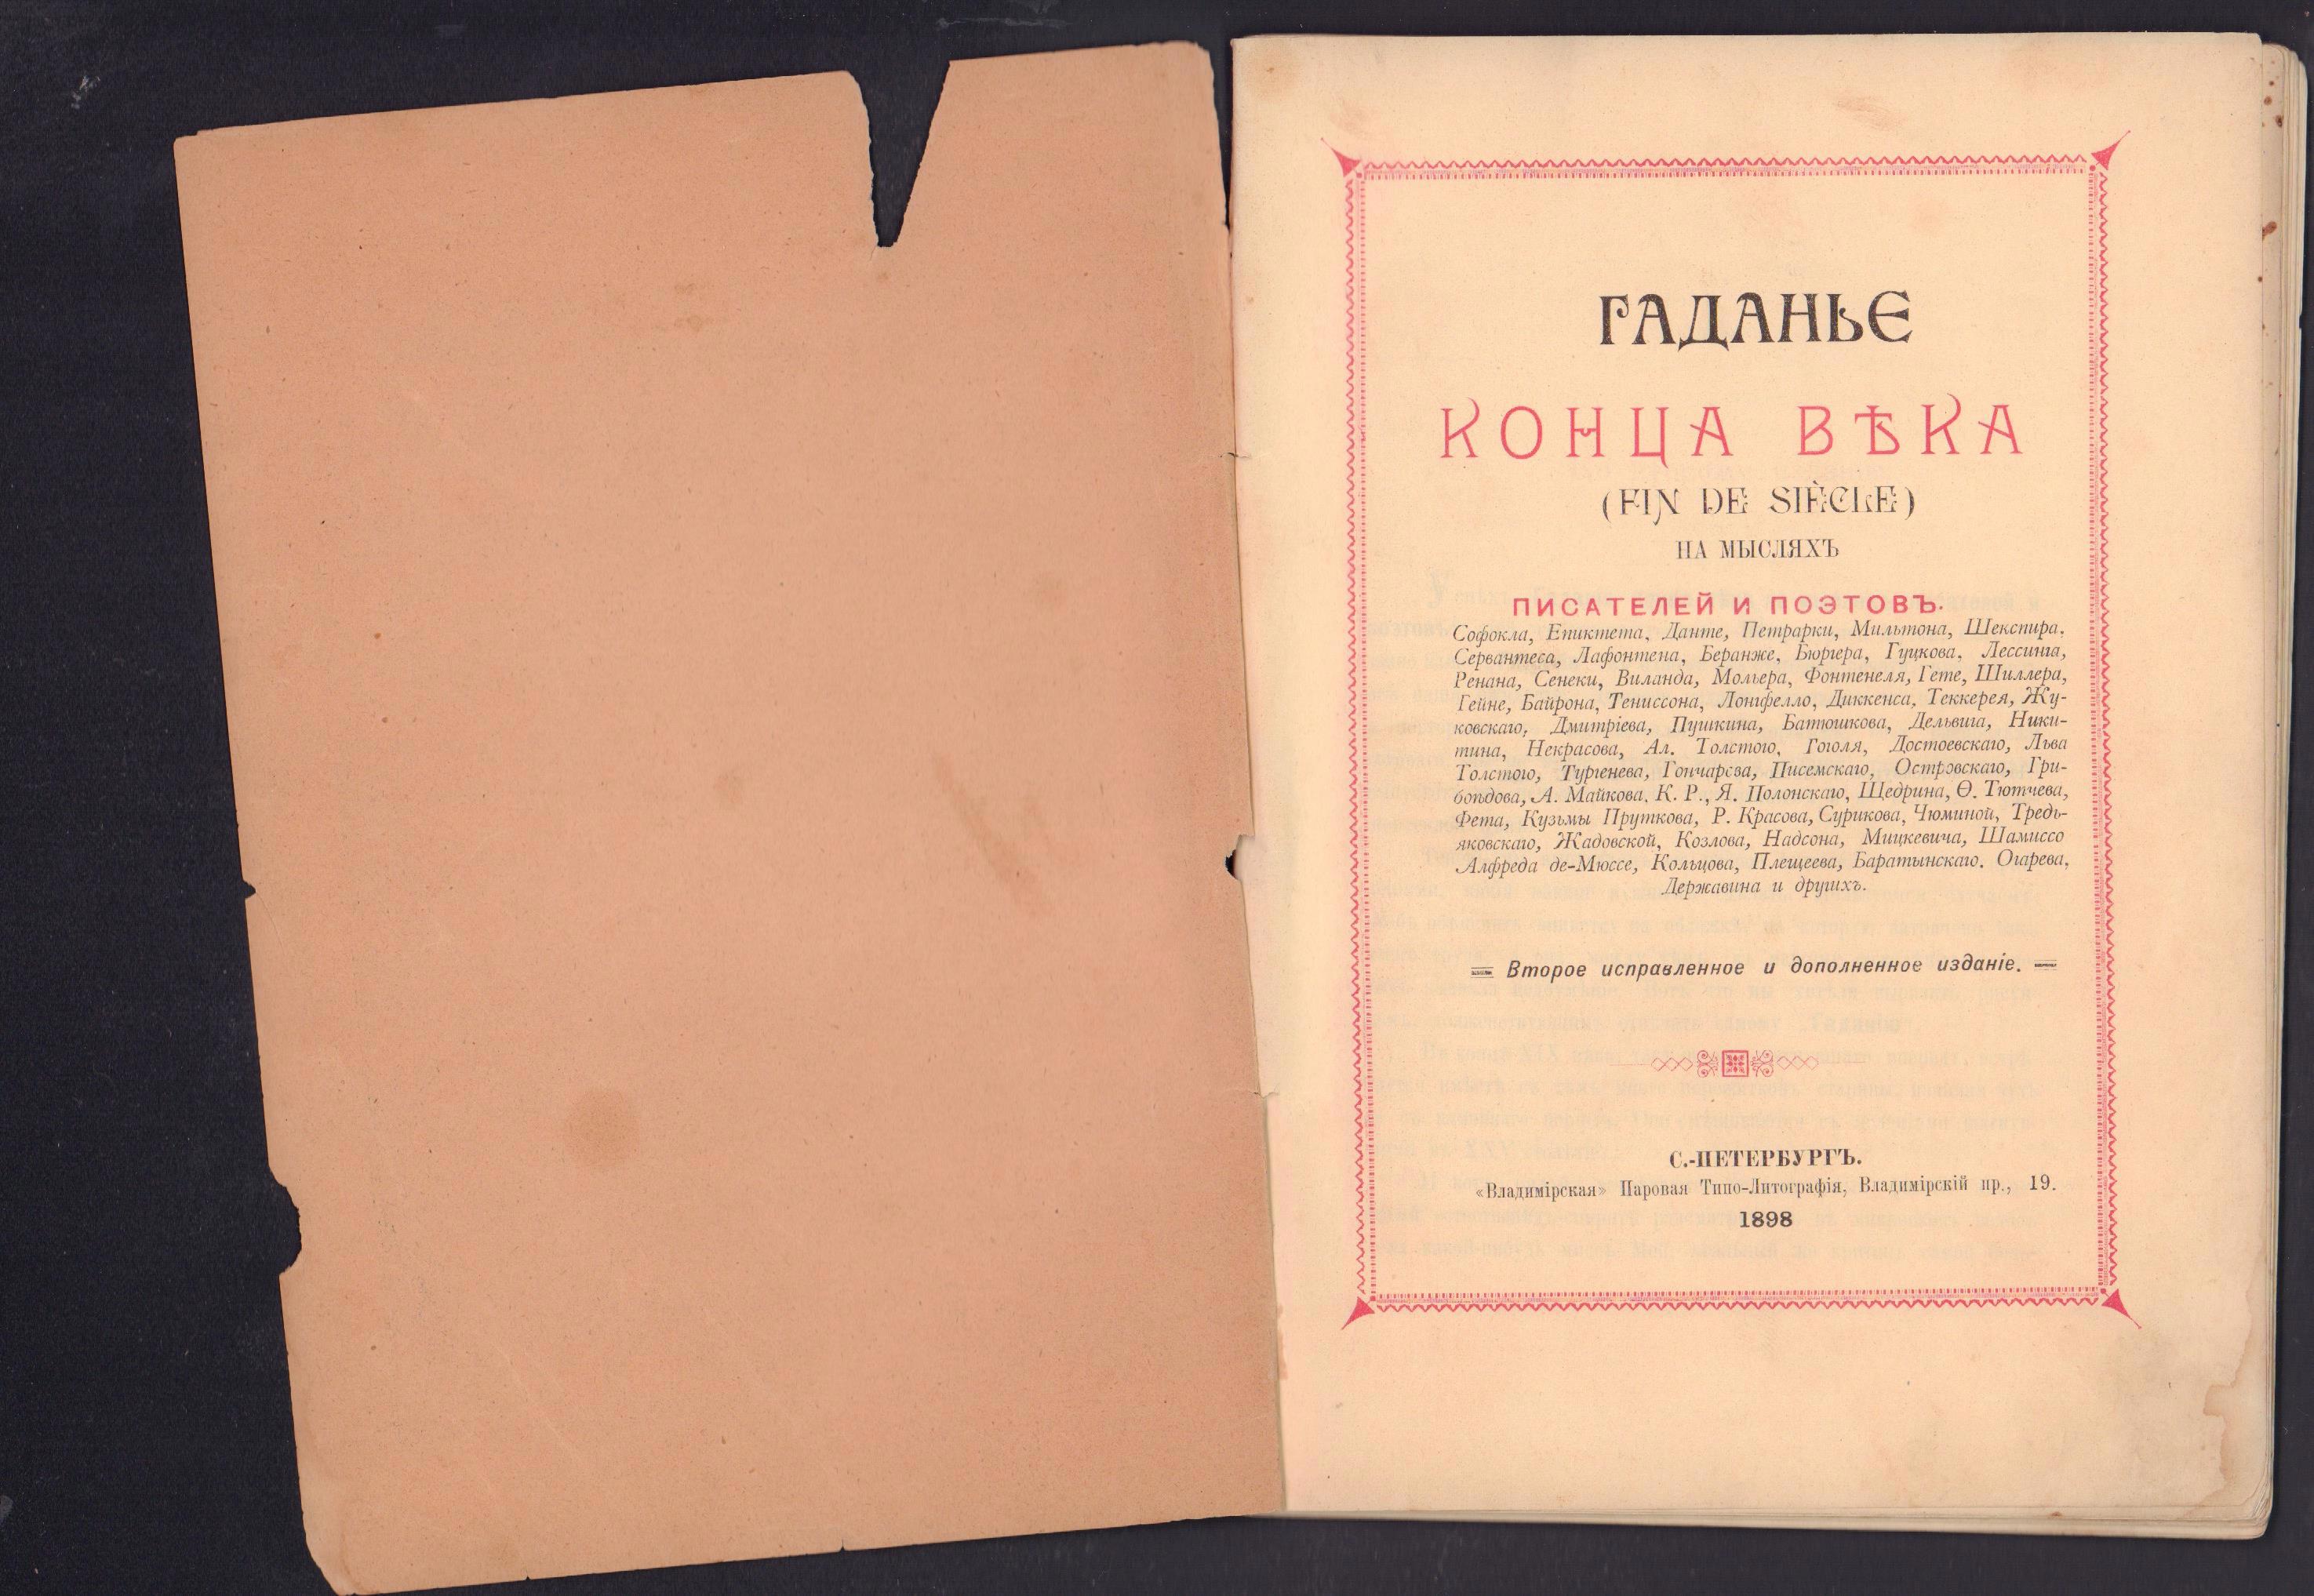 ГАДАНЬЕ
КОНЦА ВѢКА
(FIN DE SIÈCLE)
НА МЫСЛЯХЪ
ПИСАТЕЛЕЙ И ПОЭТОВЪ.
Софокла, Епиктета, Данте, Петрарки, Мильтона, Шекспира,
Сервантеса, Лафонтена, Беранже, Бюргера, Гуцкова, Лессинга,
Ренана, Сенеки, Виланда, Мольера, Фонтенеля, Гете, Шиллера,
Гейне, Байрона, Тениссона, Лонгфелло, Диккенса, Теккерея, Жу-
ковскаго, Дмитріева, Пушкина, Батюшкова, Дельвига, Ники-
тина, Некрасова, Ал. Толстого, Гоголя, Достоевскаго, Льва
Толстого, Тургенева, Гончарова, Писемскаго, Островскаго, Гри-
боѣдова, А. Майкова, К. Р., Я. Полонскаго, Щедрина, Ѳ. Тютчева,
Фета, Кузьмы Пруткова, Р. Красова, Сурикова, Чюминой, Тредь-
яковскаго, Жадовской, Козлова, Надсона, Мицкевича, Шамиссо
Алфреда де-Мюссе, Кольцова, Плещеева, Баратынскаго. Огарева,
Державина и другихъ.
Второе исправленное и дополненное изданіе.
С.-ПЕТЕРБУРГЪ.
«Владимірская» Паровая Типо-Литографія, Владимірскій пр., 19.
1898